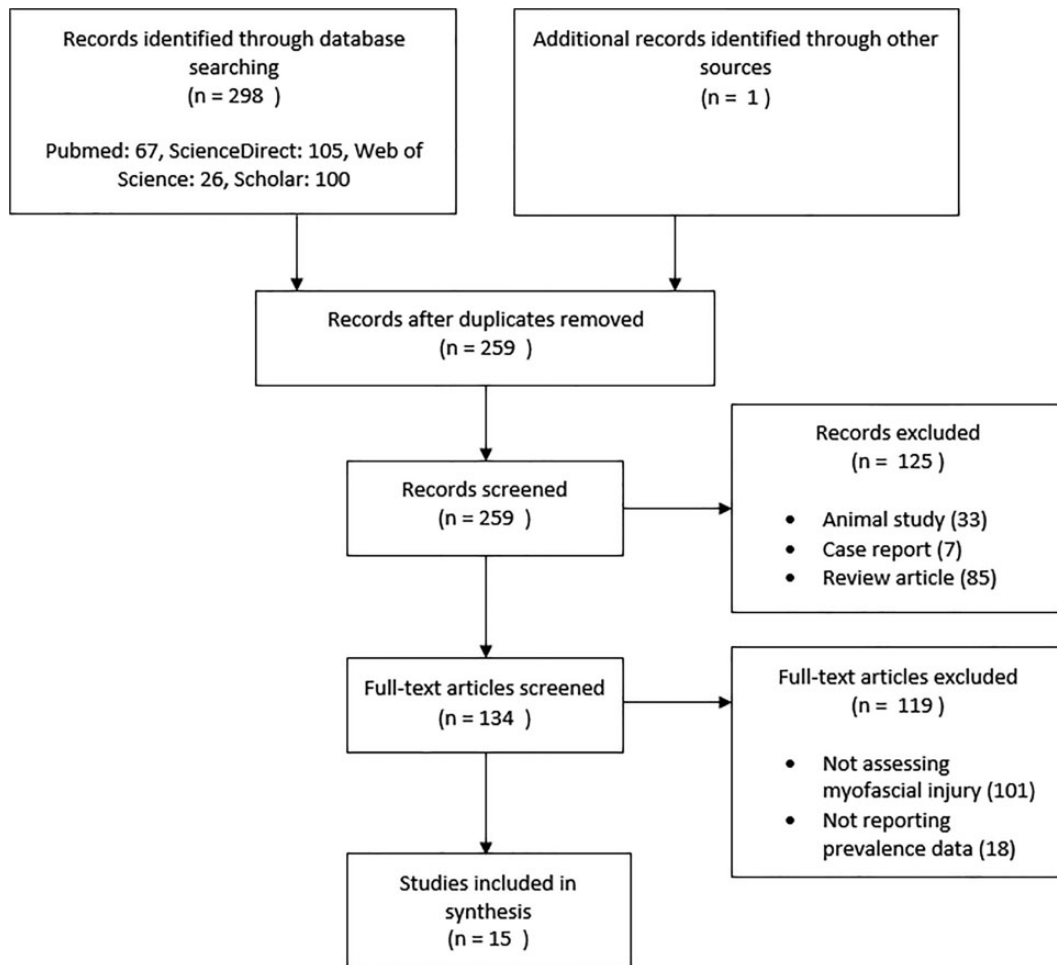 Records identified through database
searching
(n = 298 )
Pubmed: 67, ScienceDirect: 105, Web of
Science: 26, Scholar: 100
Additional records identified through other
sources
(n = 1 )
Records after duplicates removed
(n = 259 )
Records screened
(n = 259 )
Records excluded
(n = 125 )
• Animal study (33)
• Case report (7)
• Review article (85)
Full-text articles screened
(n = 134 )
Full-text articles excluded
(n = 119 )
• Not assessing
myofascial injury (101)
• Not reporting
prevalence data (18)
Studies included in
synthesis
(n = 15 )